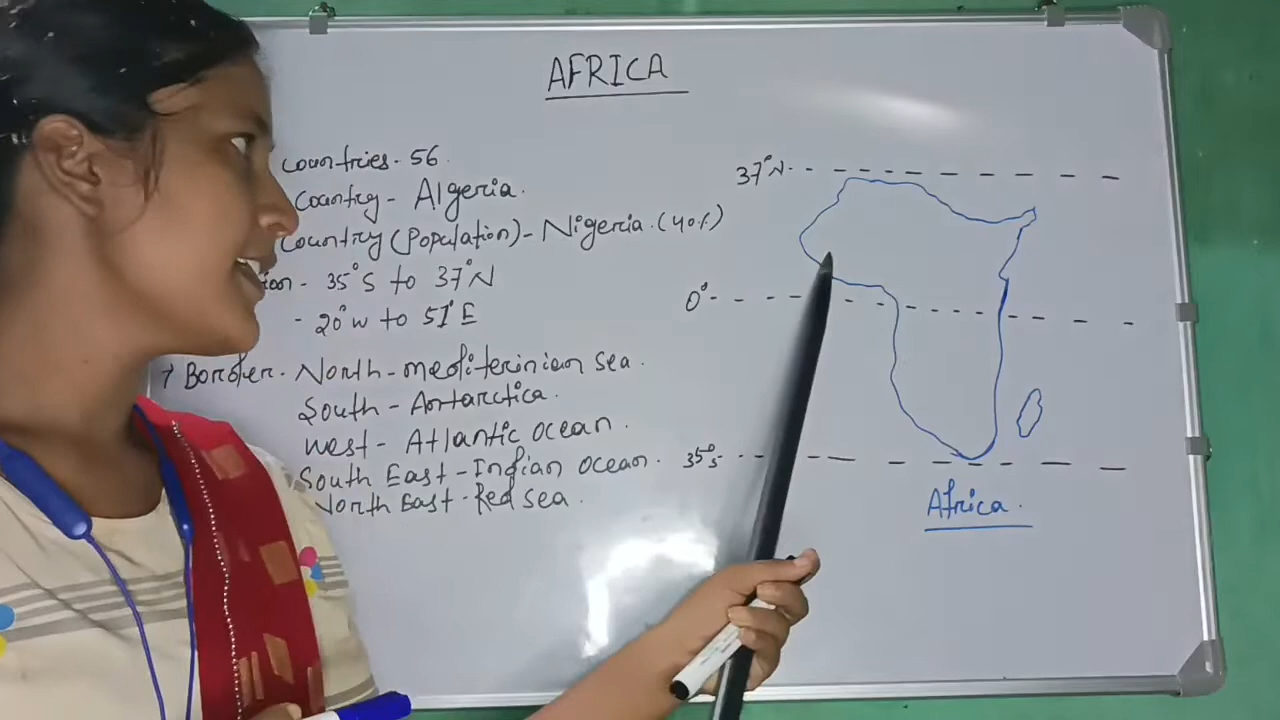 AFRICA
countries - 56.
country - Algeria.
country (Population) - Nigeria. (40%)
ion - 35°S to 37°N
- 20°w to 51°E
Border. North - mediterinian sea.
South - Antarctica.
west - Atlantic ocean.
South East - Indian ocean.
North East - Red sea.
37°N
0°
35°s
Africa.